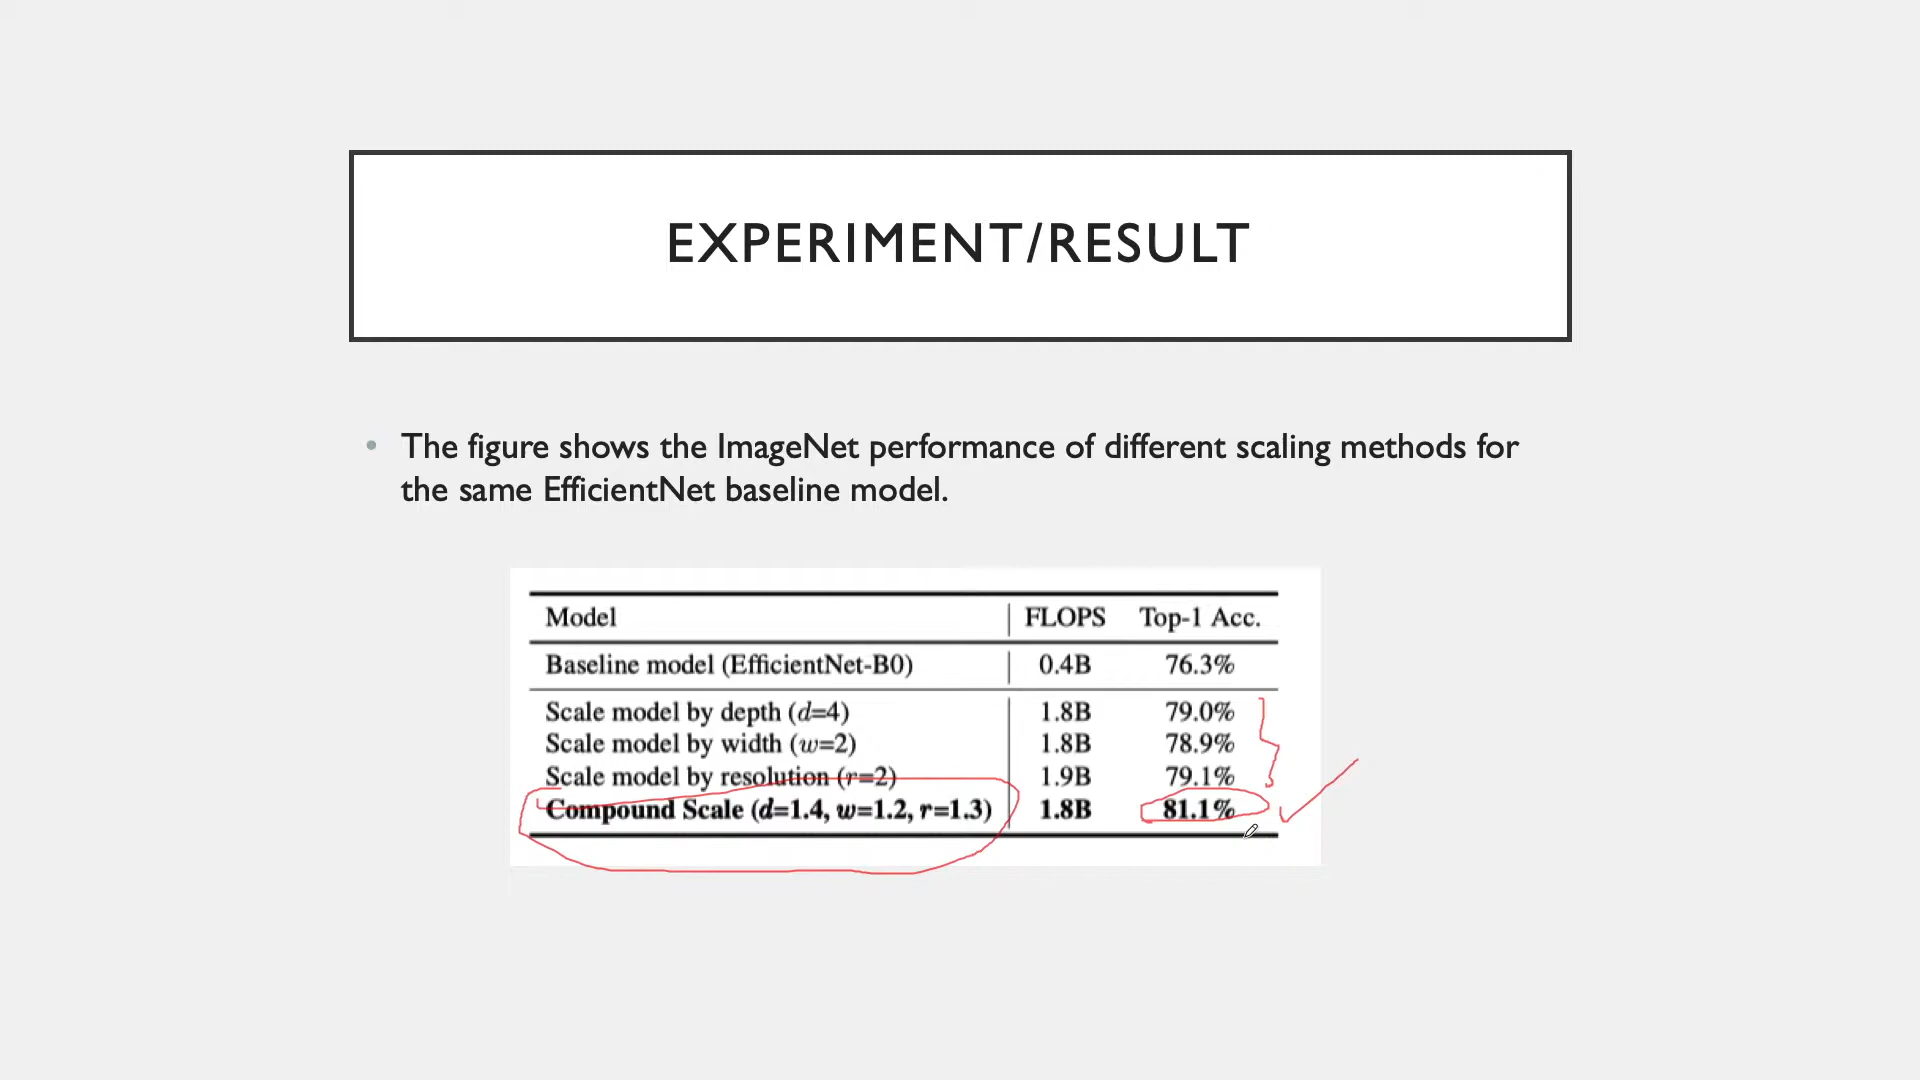 EXPERIMENT/RESULT
• The figure shows the ImageNet performance of different scaling methods for
the same EfficientNet baseline model.
Model FLOPS Top-1 Acc.
Baseline model (EfficientNet-B0) 0.4B 76.3%
Scale model by depth (d=4) 1.8B 79.0%
Scale model by width (w=2) 1.8B 78.9%
Scale model by resolution (r=2) 1.9B 79.1%
Compound Scale (d=1.4, w=1.2, r=1.3) 1.8B 81.1%